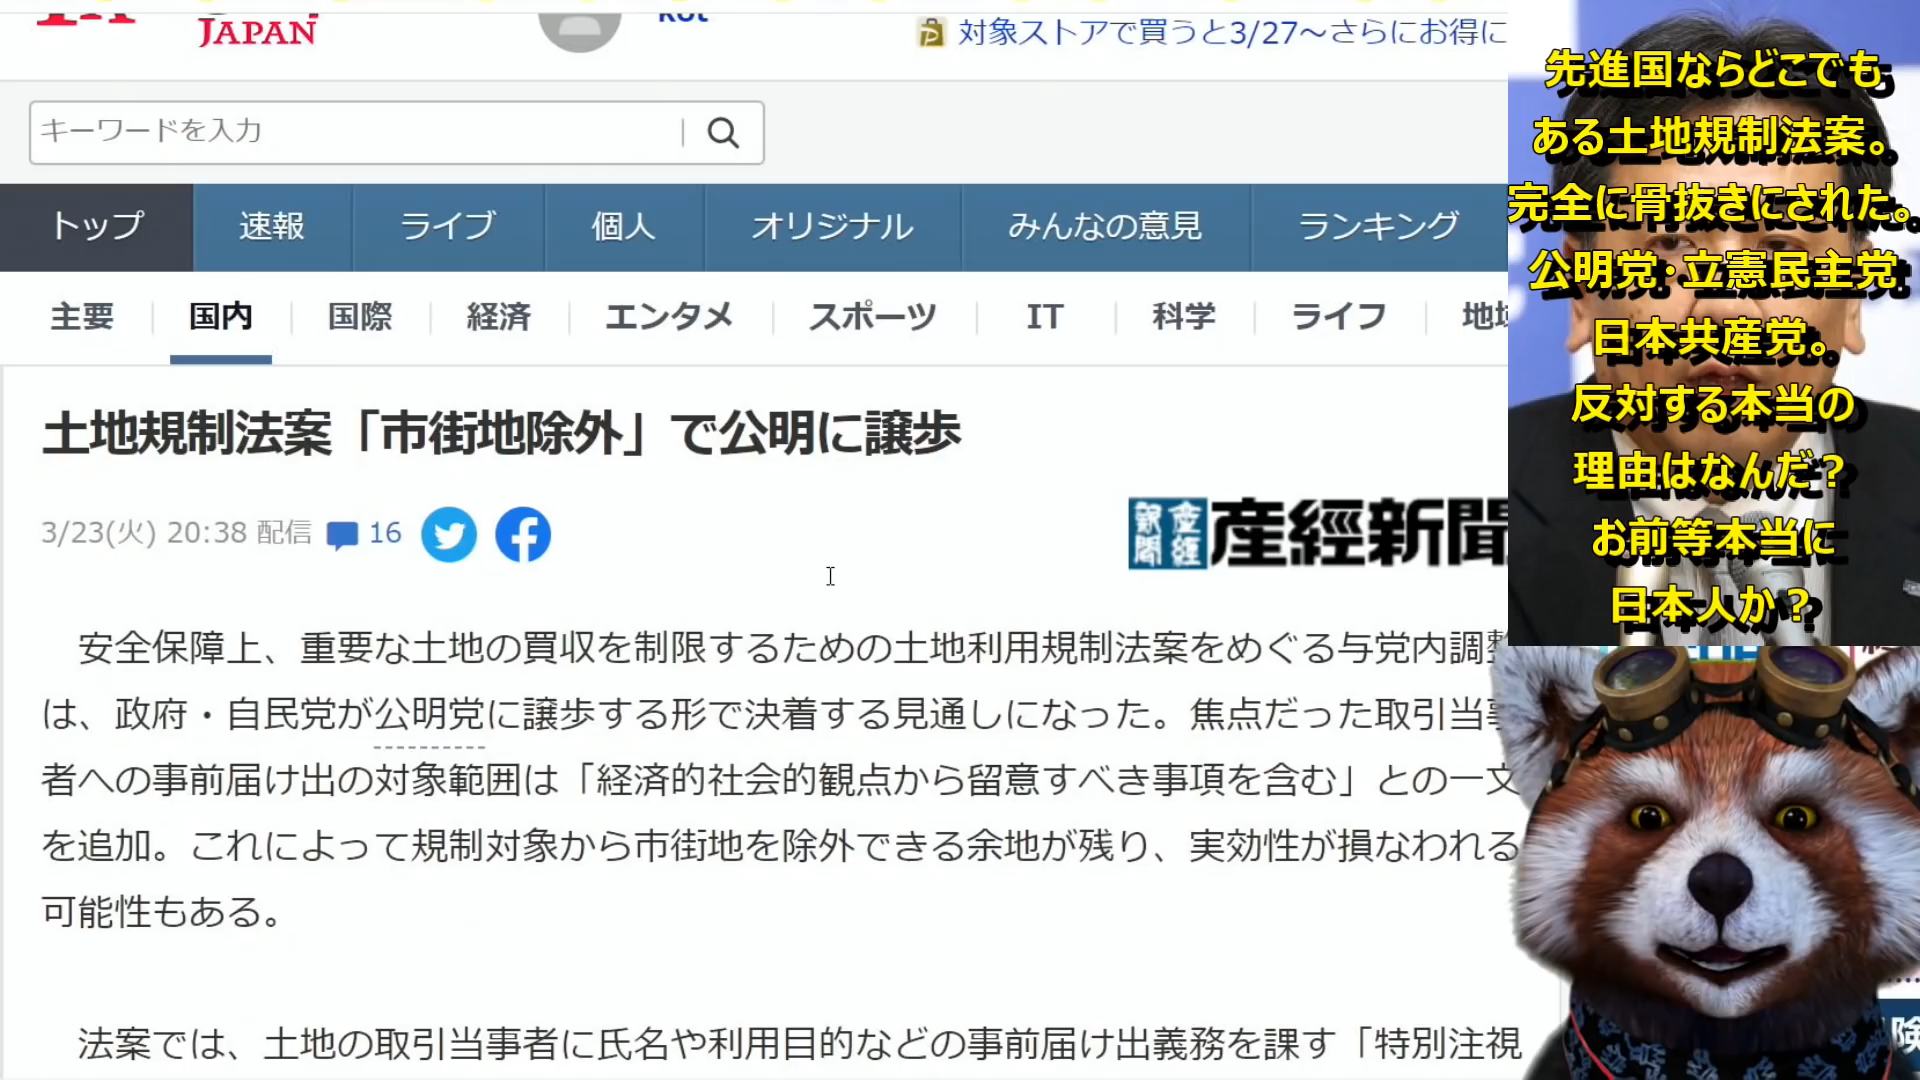 JAPAN
対象ストアで買うと3/27～さらにお得に
キーワードを入力
トップ
速報
ライブ
個人
オリジナル
みんなの意見
ランキング
主要
国内
国際
経済
エンタメ
スポーツ
IT
科学
ライフ
土地規制法案「市街地除外」で公明に譲歩
3/23(火) 20:38 配信
16
産経新聞
産經新聞
安全保障上、重要な土地の買収を制限するための土地利用規制法案をめぐる与党内調整
は、政府・自民党が公明党に譲歩する形で決着する見通しになった。焦点だった取引当事
者への事前届け出の対象範囲は「経済的社会的観点から留意すべき事項を含む」との一文
を追加。これによって規制対象から市街地を除外できる余地が残り、実効性が損なわれる
可能性もある。
法案では、土地の取引当事者に氏名や利用目的などの事前届け出義務を課す「特別注視
先進国ならどこでも
ある土地規制法案。
完全に骨抜きにされた。
公明党・立憲民主党
日本共産党。
反対する本当の
理由はなんだ？
お前等本当に
日本人か？